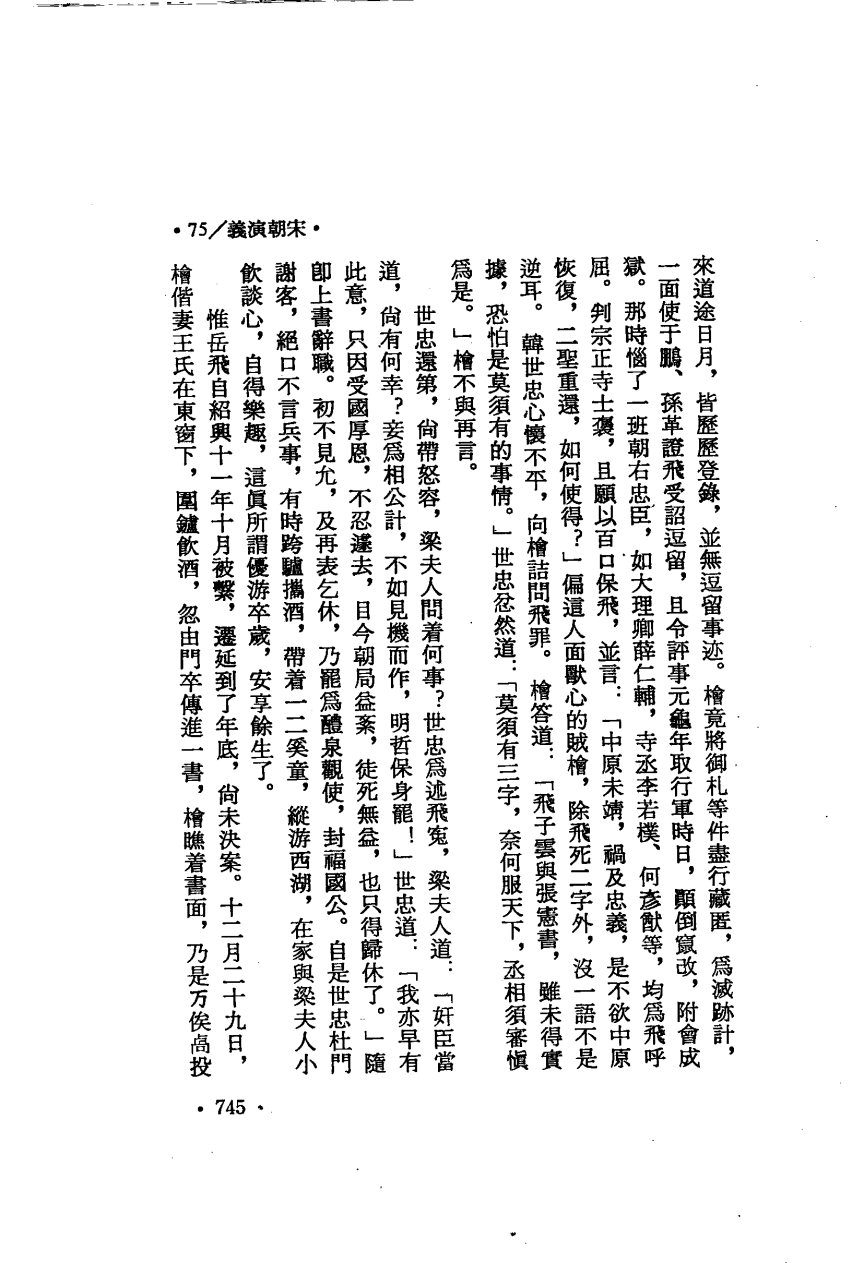 •75/義演朝宋•
來道途日月，皆歷歷登錄，並無逗留事迹。檜竟將御札等件盡行藏匿，爲滅跡計，
一面使于鵬、孫革證飛受詔逗留，且令評事元龜年取行軍時日，顚倒竄改，附會成
獄。那時惱了一班朝右忠臣，如大理卿薛仁輔，寺丞李若樸、何彥猷等，均爲飛呼
屈。判宗正寺士㒟，且願以百口保飛，並言：「中原未靖，禍及忠義，是不欲中原
恢復，二聖重還，如何使得？」偏這人面獸心的賊檜，除飛死二字外，沒一語不是
逆耳。韓世忠心懷不平，向檜詰問飛罪。檜答道：「飛子雲與張憲書，雖未得實
據，恐怕是莫須有的事情。」世忠忿然道：「莫須有三字，奈何服天下，丞相須審愼
爲是。」檜不與再言。
世忠還第，尙帶怒容，梁夫人問着何事？世忠爲述飛寃，梁夫人道：「奸臣當
道，尙有何幸？妾爲相公計，不如見機而作，明哲保身罷！」世忠道：「我亦早有
此意，只因受國厚恩，不忍遽去，目今朝局益紊，徒死無益，也只得歸休了。」隨
卽上書辭職。初不見允，及再表乞休，乃罷爲醴泉觀使，封福國公。自是世忠杜門
謝客，絕口不言兵事，有時跨驢攜酒，帶着一二奚童，縱游西湖，在家與梁夫人小
飮談心，自得樂趣，這眞所謂優游卒歲，安享餘生了。
惟岳飛自紹興十一年十月被繫，遷延到了年底，尙未決案。十二月二十九日，
檜偕妻王氏在東窗下，圍鑪飮酒，忽由門卒傳進一書，檜瞧着書面，乃是万俟卨投
•745•